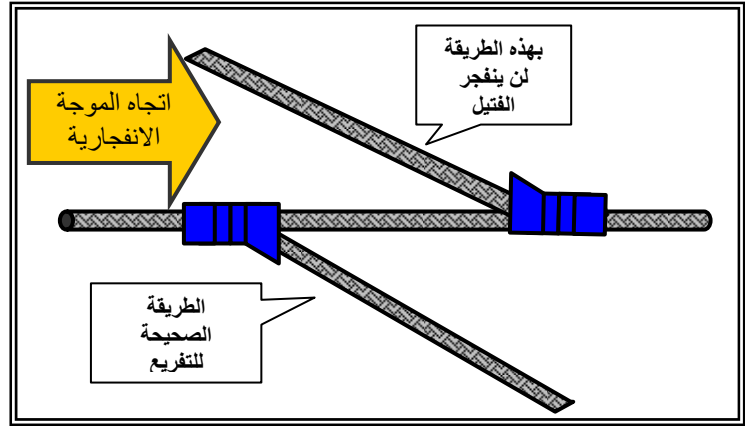 بهذه الطريقة
لن ينفجر
الفتيل
اتجاه الموجة
الانفجارية
الطريقة
الصحيحة
للتفريع